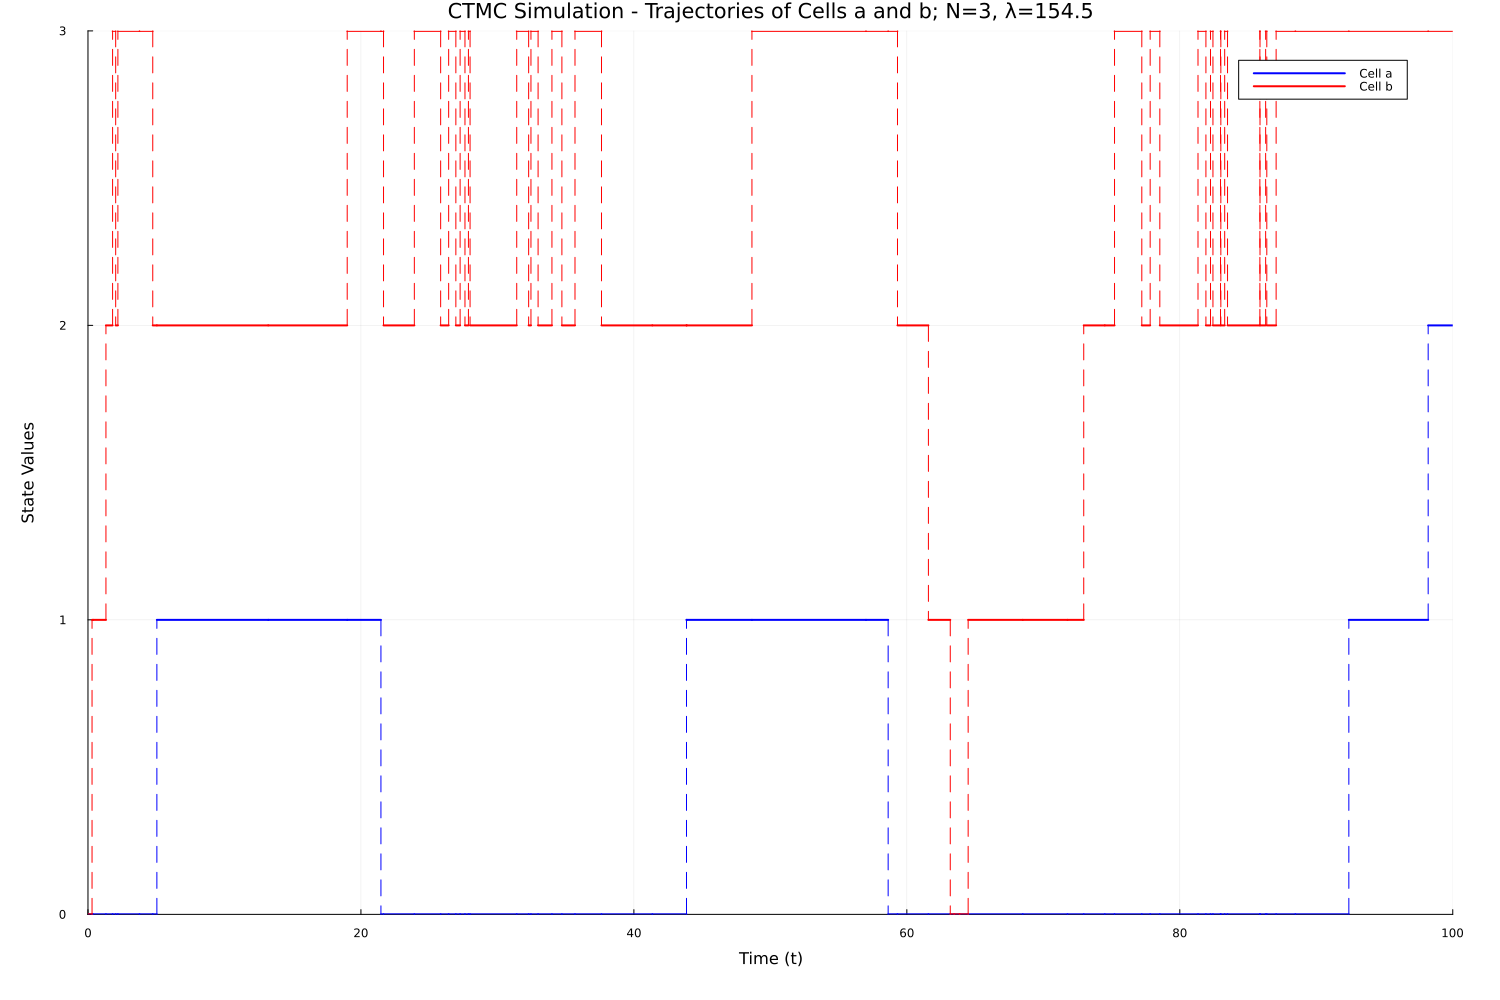 CTMC Simulation - Trajectories of Cells a and b; N=3, λ=154.5
3
Cell a
Cell b
2
State Values
1
0
0 20 40 60 80 100
Time (t)